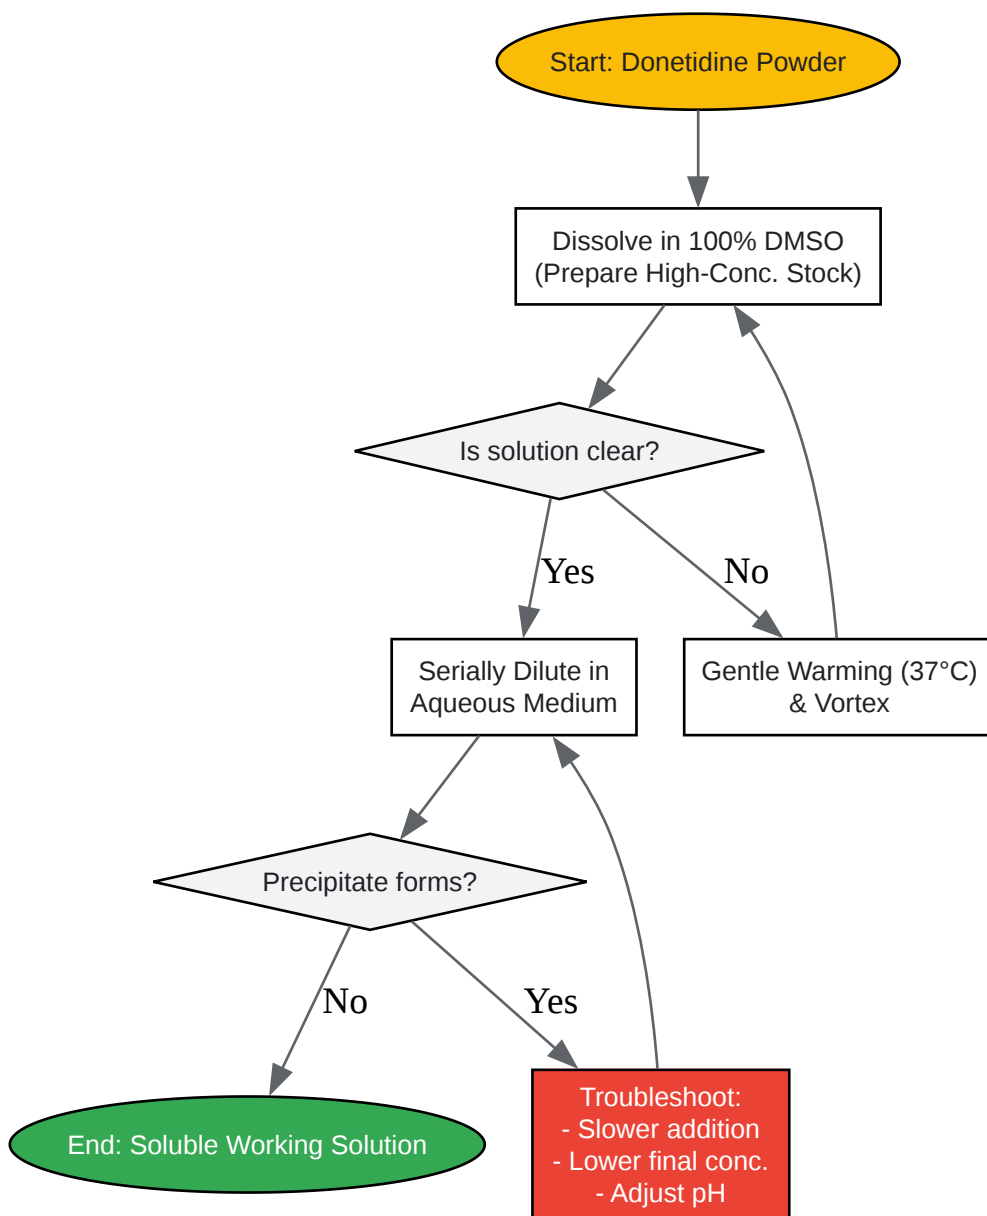 Start: Donetidine Powder
Dissolve in 100% DMSO
(Prepare High-Conc. Stock)
Is solution clear?
Yes
No
Serially Dilute in
Aqueous Medium
Gentle Warming (37°C)
& Vortex
Precipitate forms?
No
Yes
End: Soluble Working Solution
Troubleshoot:
- Slower addition
- Lower final conc.
- Adjust pH